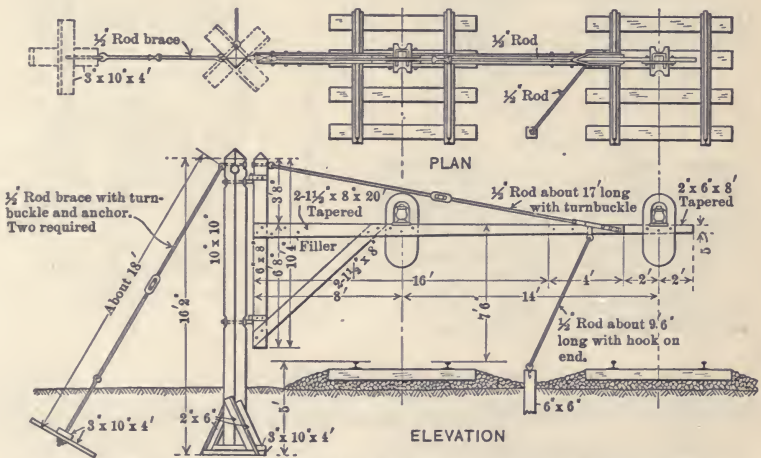 ½" Rod brace
3" x 10" x 4'
½" Rod
½" Rod
PLAN
½" Rod brace with turn-
buckle and anchor.
Two required
About 18'
10" x 10"
16' 2"
3' 8"
2-1½" x 8" x 20'
Tapered
Filler
6" x 8"
6' 8"
10' 4"
2-1½" x 8"
½" Rod about 17' long
with turnbuckle
2" x 6" x 8'
Tapered
5"
16'
4'
2'
2'
8'
14'
7' 6"
½" Rod about 9' 6"
long with hook on
end.
5'
2" x 6"
3" x 10" x 4'
3" x 10" x 4'
6" x 6"
ELEVATION